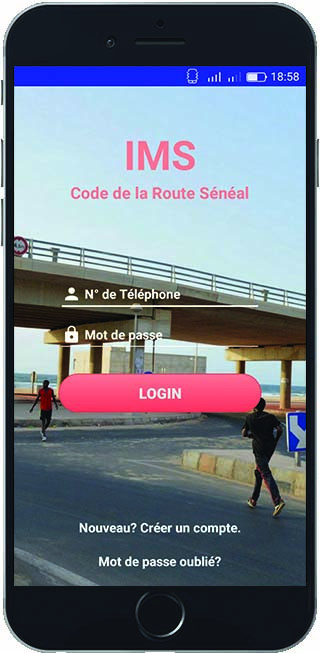 18:58
IMS
Code de la Route Sénéal
N° de Téléphone
Mot de passe
LOGIN
Nouveau? Créer un compte.
Mot de passe oublié?